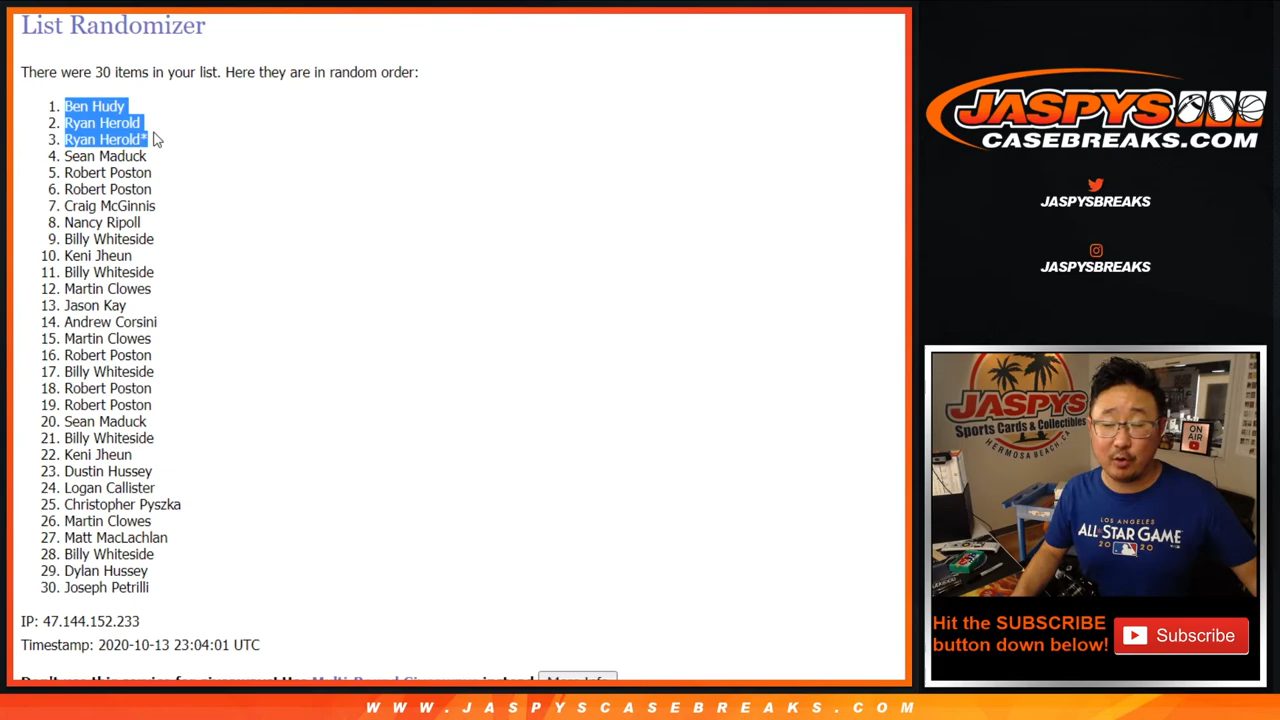 List Randomizer
There were 30 items in your list. Here they are in random order:
1. Ben Hudy
2. Ryan Herold
3. Ryan Herold*
4. Sean Maduck
5. Robert Poston
6. Robert Poston
7. Craig McGinnis
8. Nancy Ripoll
9. Billy Whiteside
10. Keni Jheun
11. Billy Whiteside
12. Martin Clowes
13. Jason Kay
14. Andrew Corsini
15. Martin Clowes
16. Robert Poston
17. Billy Whiteside
18. Robert Poston
19. Robert Poston
20. Sean Maduck
21. Billy Whiteside
22. Keni Jheun
23. Dustin Hussey
24. Logan Callister
25. Christopher Pyszka
26. Martin Clowes
27. Matt MacLachlan
28. Billy Whiteside
29. Dylan Hussey
30. Joseph Petrilli
IP: 47.144.152.233
Timestamp: 2020-10-13 23:04:01 UTC
JASPYS
CASEBREAKS.COM
JASPYSBREAKS
JASPYSBREAKS
JASPYS
Sports Cards & Collectibles
HERMOSA BEACH, CA
ON
AIR
LOS ANGELES
ALL-STAR GAME
2020
Hit the SUBSCRIBE
button down below!
Subscribe
WWW.JASPYSCASEBREAKS.COM